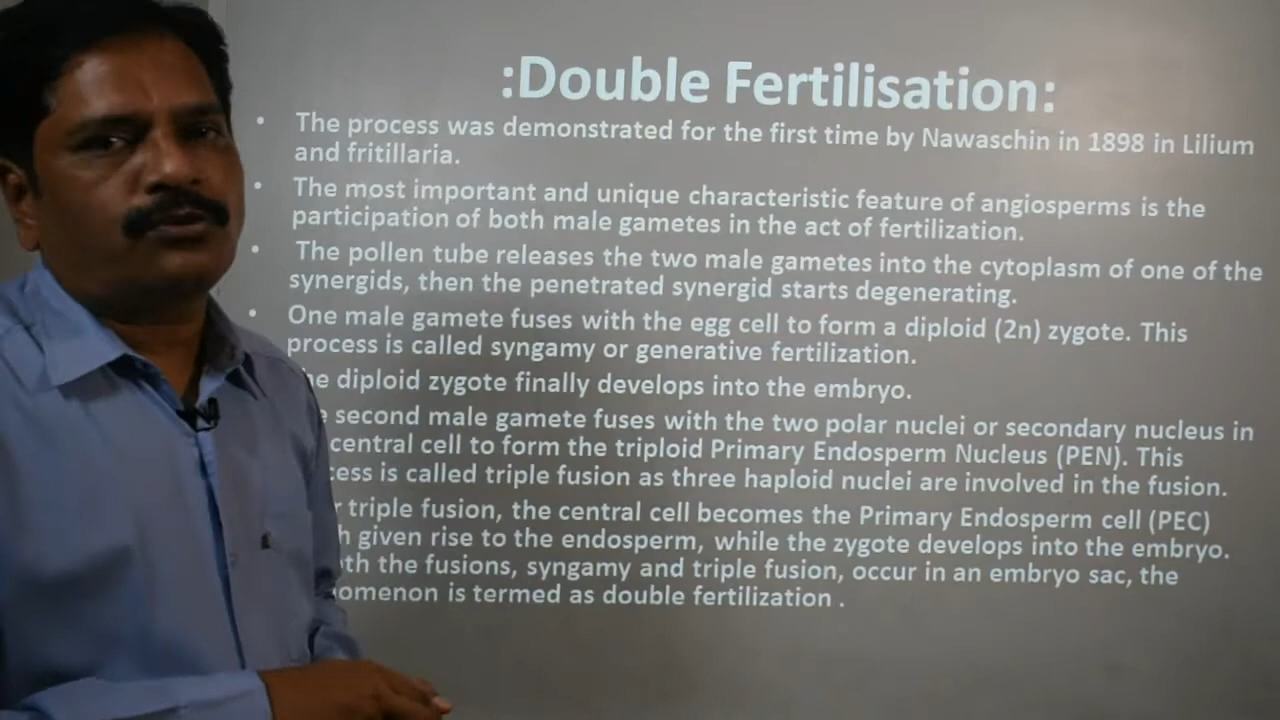 :Double Fertilisation:
• The process was demonstrated for the first time by Nawaschin in 1898 in Lilium
and fritillaria.
• The most important and unique characteristic feature of angiosperms is the
participation of both male gametes in the act of fertilization.
• The pollen tube releases the two male gametes into the cytoplasm of one of the
synergids, then the penetrated synergid starts degenerating.
• One male gamete fuses with the egg cell to form a diploid (2n) zygote. This
process is called syngamy or generative fertilization.
he diploid zygote finally develops into the embryo.
e second male gamete fuses with the two polar nuclei or secondary nucleus in
central cell to form the triploid Primary Endosperm Nucleus (PEN). This
cess is called triple fusion as three haploid nuclei are involved in the fusion.
r triple fusion, the central cell becomes the Primary Endosperm cell (PEC)
h given rise to the endosperm, while the zygote develops into the embryo.
th the fusions, syngamy and triple fusion, occur in an embryo sac, the
omenon is termed as double fertilization .